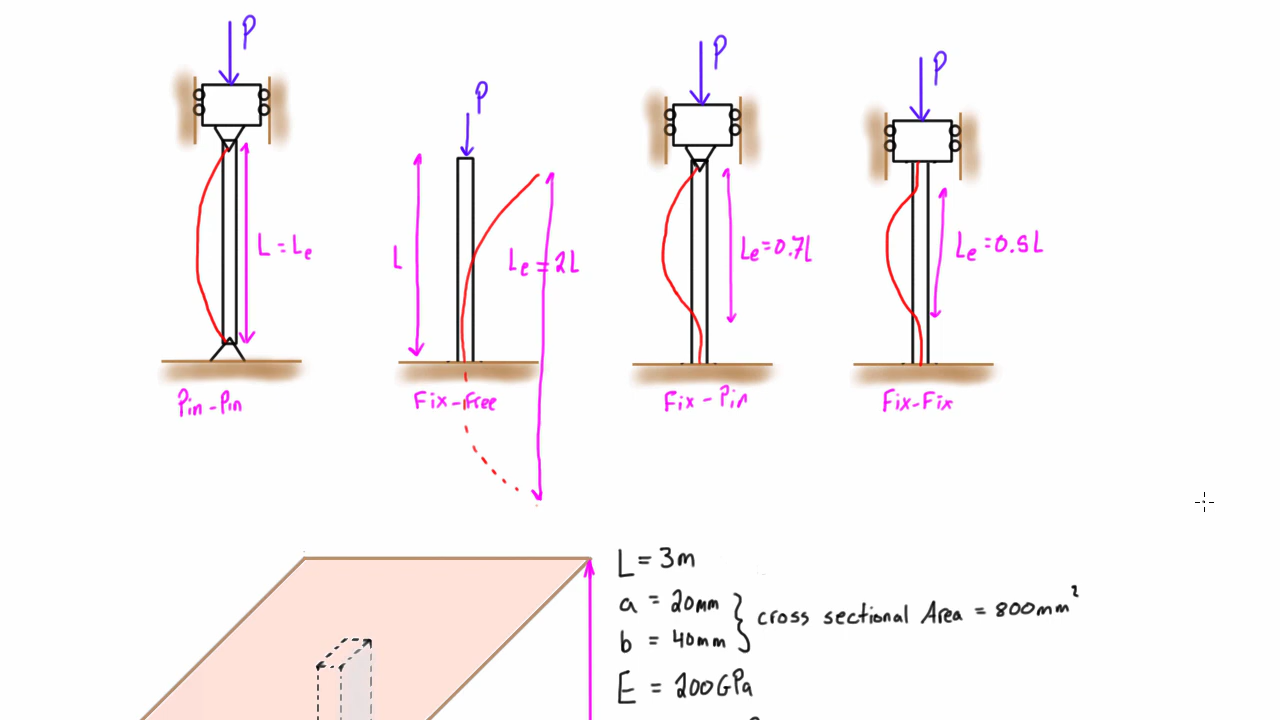 P
P
P
P
L = Le
L
Le = 2L
Le = 0.7L
Le = 0.5L
Pin - Pin
Fix - Free
Fix - Pin
Fix - Fix
L = 3m
a = 20mm
b = 40mm
cross sectional Area = 800mm²
E = 200GPa